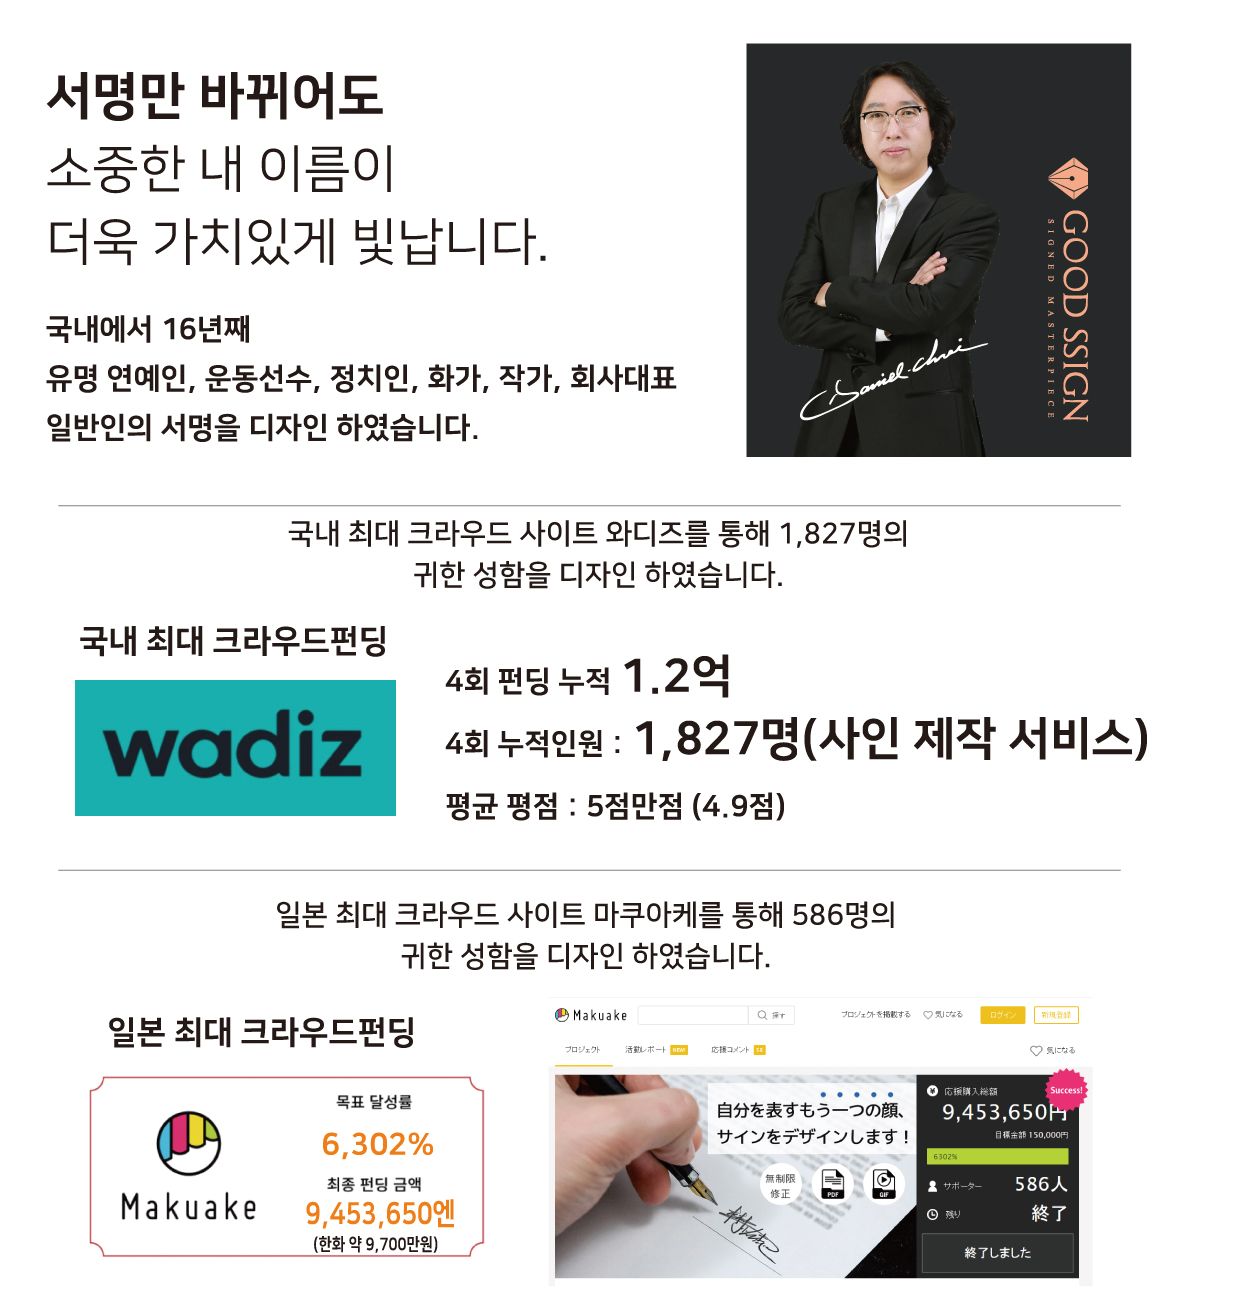 서명만 바뀌어도
소중한 내 이름이
더욱 가치있게 빛납니다.
국내에서 16년째
유명 연예인, 운동선수, 정치인, 화가, 작가, 회사대표
일반인의 서명을 디자인 하였습니다.
GOOD SSIGN
SIGNED MASTERPIECE
Daniel.choi
국내 최대 크라우드 사이트 와디즈를 통해 1,827명의
귀한 성함을 디자인 하였습니다.
국내 최대 크라우드펀딩
wadiz
4회 펀딩 누적 1.2억
4회 누적인원 : 1,827명(사인 제작 서비스)
평균 평점 : 5점만점 (4.9점)
일본 최대 크라우드 사이트 마쿠아케를 통해 586명의
귀한 성함을 디자인 하였습니다.
일본 최대 크라우드펀딩
Makuake
목표 달성률
6,302%
최종 펀딩 금액
9,453,650엔
(한화 약 9,700만원)
Makuake
探す
プロジェクトを掲載する
気になる
ログイン
新規登録
プロジェクト
活動レポート NEW!
応援コメント
気になる
自分を表すもう一つの顔、
サインをデザインします！
無制限
修正
PDF
GIF
Success!
応援購入総額
9,453,650円
目標金額 150,000円
6302%
サポーター 586人
残り 終了
終了しました